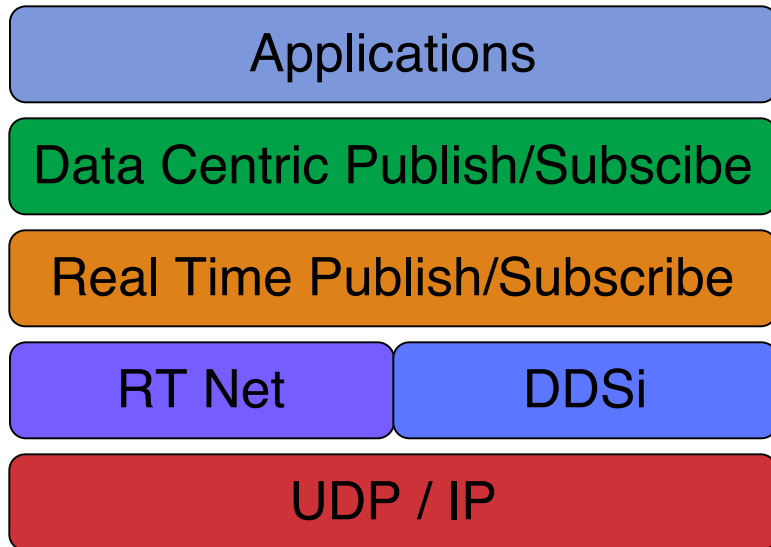 Applications
Data Centric Publish/Subscibe
Real Time Publish/Subscribe
RT Net
DDSi
UDP / IP